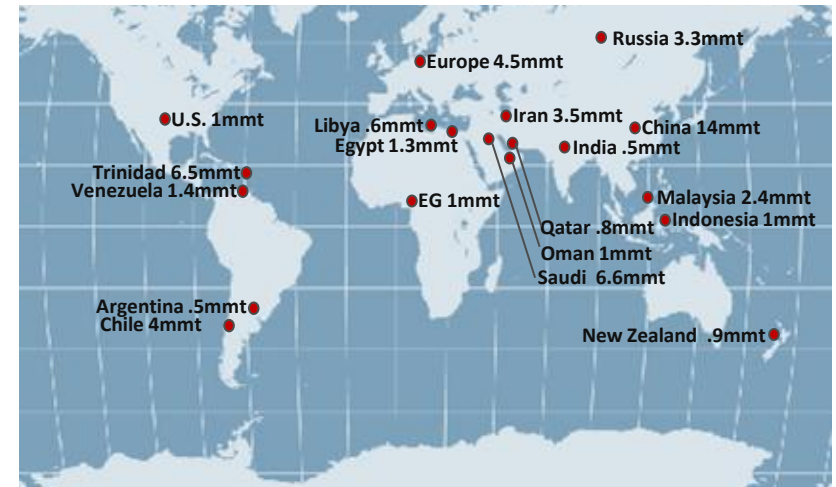 Russia 3.3mmt
Europe 4.5mmt
Iran 3.5mmt
U.S. 1mmt
Libya .6mmt
China 14mmt
Egypt 1.3mmt
India .5mmt
Trinidad 6.5mmt
Venezuela 1.4mmt
EG 1mmt
Malaysia 2.4mmt
Indonesia 1mmt
Qatar .8mmt
Oman 1mmt
Saudi 6.6mmt
Argentina .5mmt
Chile 4mmt
New Zealand .9mmt